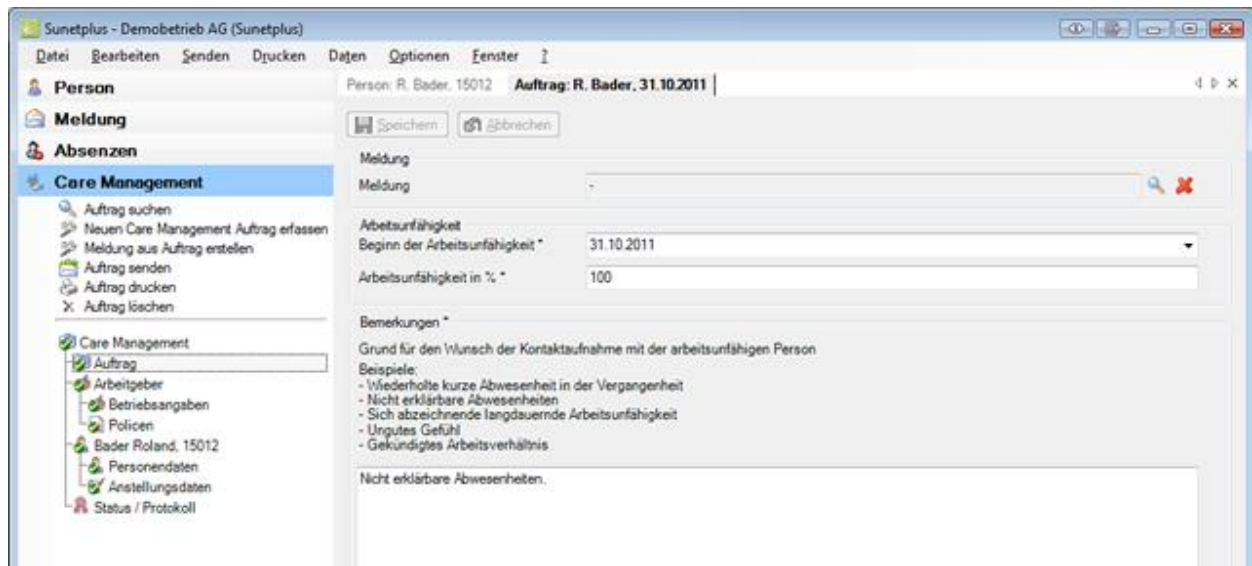 Sunetplus - Demobetrieb AG (Sunetplus)
Datei Bearbeiten Senden Drucken Daten Optionen Fenster ?
Person
Meldung
Absenzen
Care Management
Auftrag suchen
Neuen Care Management Auftrag erfassen
Meldung aus Auftrag erstellen
Auftrag senden
Auftrag drucken
Auftrag löschen
Care Management
Auftrag
Arbeitgeber
Betriebsangaben
Policen
Bader Roland, 15012
Personendaten
Anstellungsdaten
Status / Protokoll
Person: R. Bader, 15012 Auftrag: R. Bader, 31.10.2011
Speichern Abbrechen
Meldung
Meldung -
Arbeitsunfähigkeit
Beginn der Arbeitsunfähigkeit * 31.10.2011
Arbeitsunfähigkeit in % * 100
Bemerkungen *
Grund für den Wunsch der Kontaktaufnahme mit der arbeitsunfähigen Person
Beispiele:
- Wiederholte kurze Abwesenheit in der Vergangenheit
- Nicht erklärbare Abwesenheiten
- Sich abzeichnende langdauernde Arbeitsunfähigkeit
- Ungutes Gefühl
- Gekündigtes Arbeitsverhältnis
Nicht erklärbare Abwesenheiten.